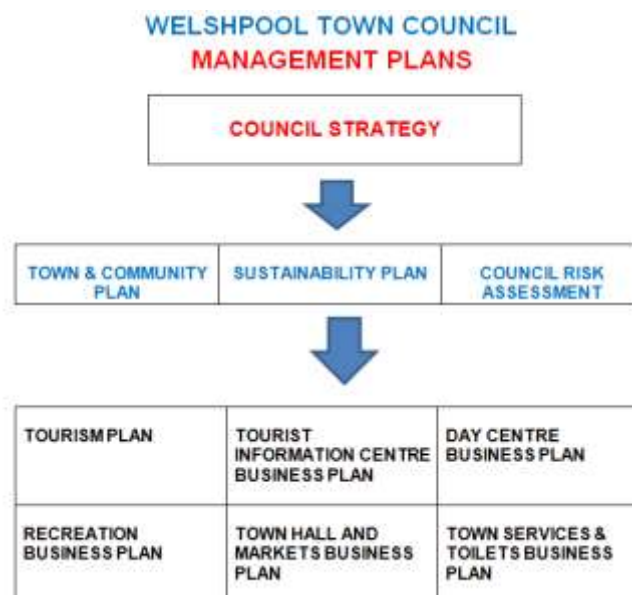 WELSHPOOL TOWN COUNCIL
MANAGEMENT PLANS
COUNCIL STRATEGY
TOWN & COMMUNITY
PLAN
SUSTAINABILITY PLAN
COUNCIL RISK
ASSESSMENT
TOURISM PLAN
TOURIST
INFORMATION CENTRE
BUSINESS PLAN
DAY CENTRE
BUSINESS PLAN
RECREATION
BUSINESS PLAN
TOWN HALL AND
MARKETS BUSINESS
PLAN
TOWN SERVICES &
TOILETS BUSINESS
PLAN